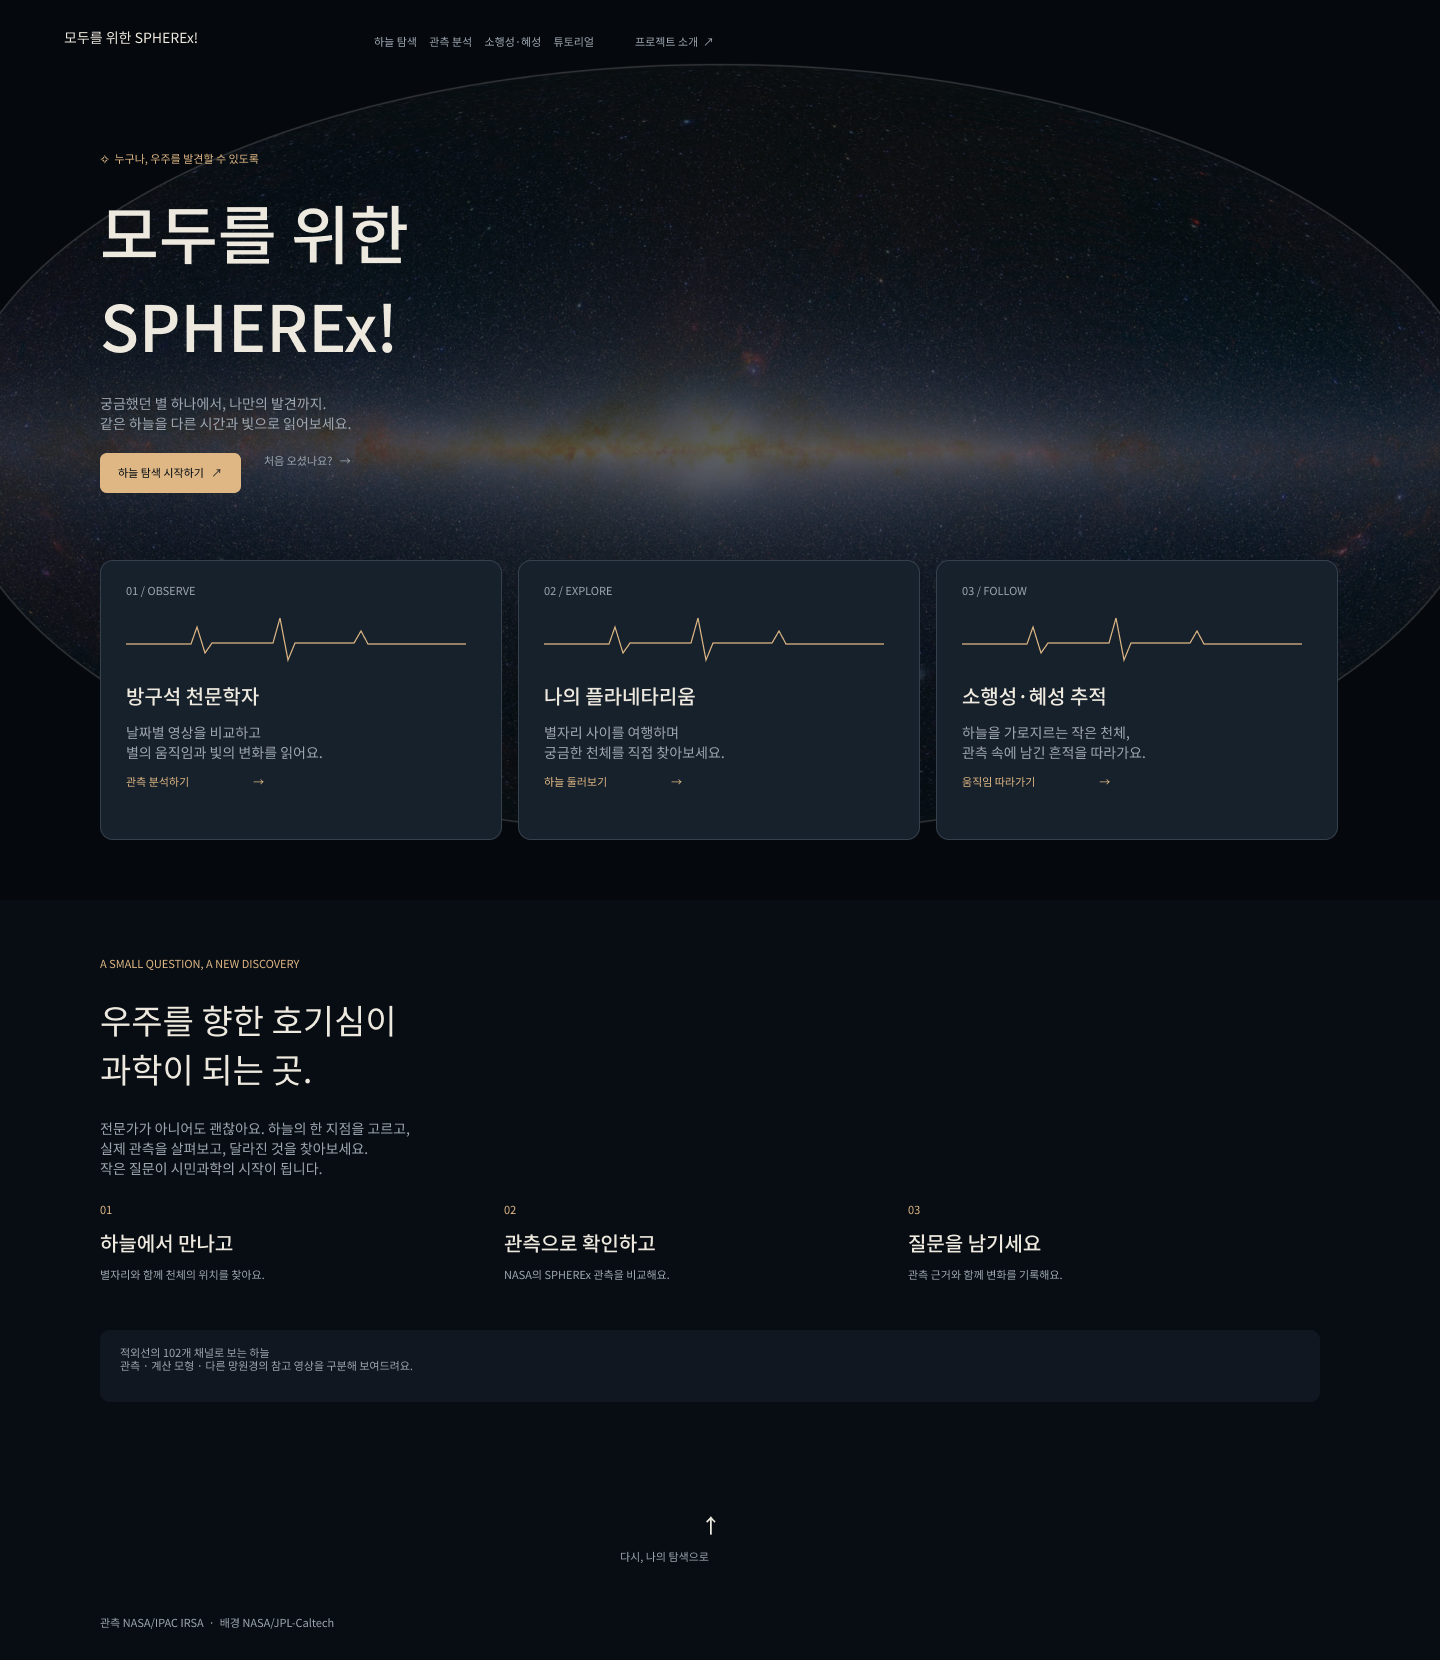 모두를 위한 SPHEREx!
하늘 탐색 관측 분석 소행성·혜성 튜토리얼 프로젝트 소개 ↗
✧ 누구나, 우주를 발견할 수 있도록
모두를 위한
SPHEREx!
궁금했던 별 하나에서, 나만의 발견까지.
같은 하늘을 다른 시간과 빛으로 읽어보세요.
하늘 탐색 시작하기 ↗
처음 오셨나요? →
01 / OBSERVE
방구석 천문학자
날짜별 영상을 비교하고
별의 움직임과 빛의 변화를 읽어요.
관측 분석하기 →
02 / EXPLORE
나의 플라네타리움
별자리 사이를 여행하며
궁금한 천체를 직접 찾아보세요.
하늘 둘러보기 →
03 / FOLLOW
소행성·혜성 추적
하늘을 가로지르는 작은 천체,
관측 속에 남긴 흔적을 따라가요.
움직임 따라가기 →
A SMALL QUESTION, A NEW DISCOVERY
우주를 향한 호기심이
과학이 되는 곳.
전문가가 아니어도 괜찮아요. 하늘의 한 지점을 고르고,
실제 관측을 살펴보고, 달라진 것을 찾아보세요.
작은 질문이 시민과학의 시작이 됩니다.
01
하늘에서 만나고
별자리와 함께 천체의 위치를 찾아요.
02
관측으로 확인하고
NASA의 SPHEREx 관측을 비교해요.
03
질문을 남기세요
관측 근거와 함께 변화를 기록해요.
적외선의 102개 채널로 보는 하늘
관측 · 계산 모형 · 다른 망원경의 참고 영상을 구분해 보여드려요.
↑
다시, 나의 탐색으로
관측 NASA/IPAC IRSA · 배경 NASA/JPL-Caltech